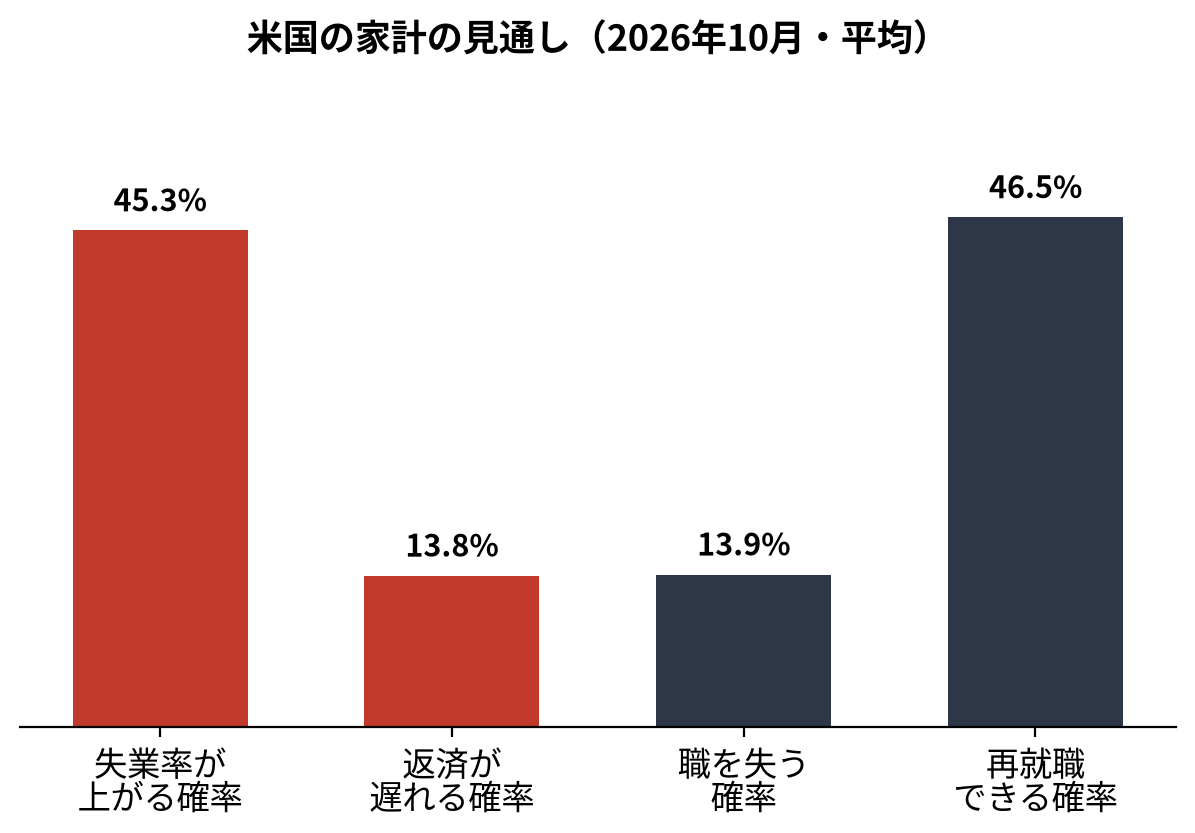 米国の家計の見通し（2026年10月・平均）
45.3%
13.8%
13.9%
46.5%
失業率が
上がる確率
返済が
遅れる確率
職を失う
確率
再就職
できる確率